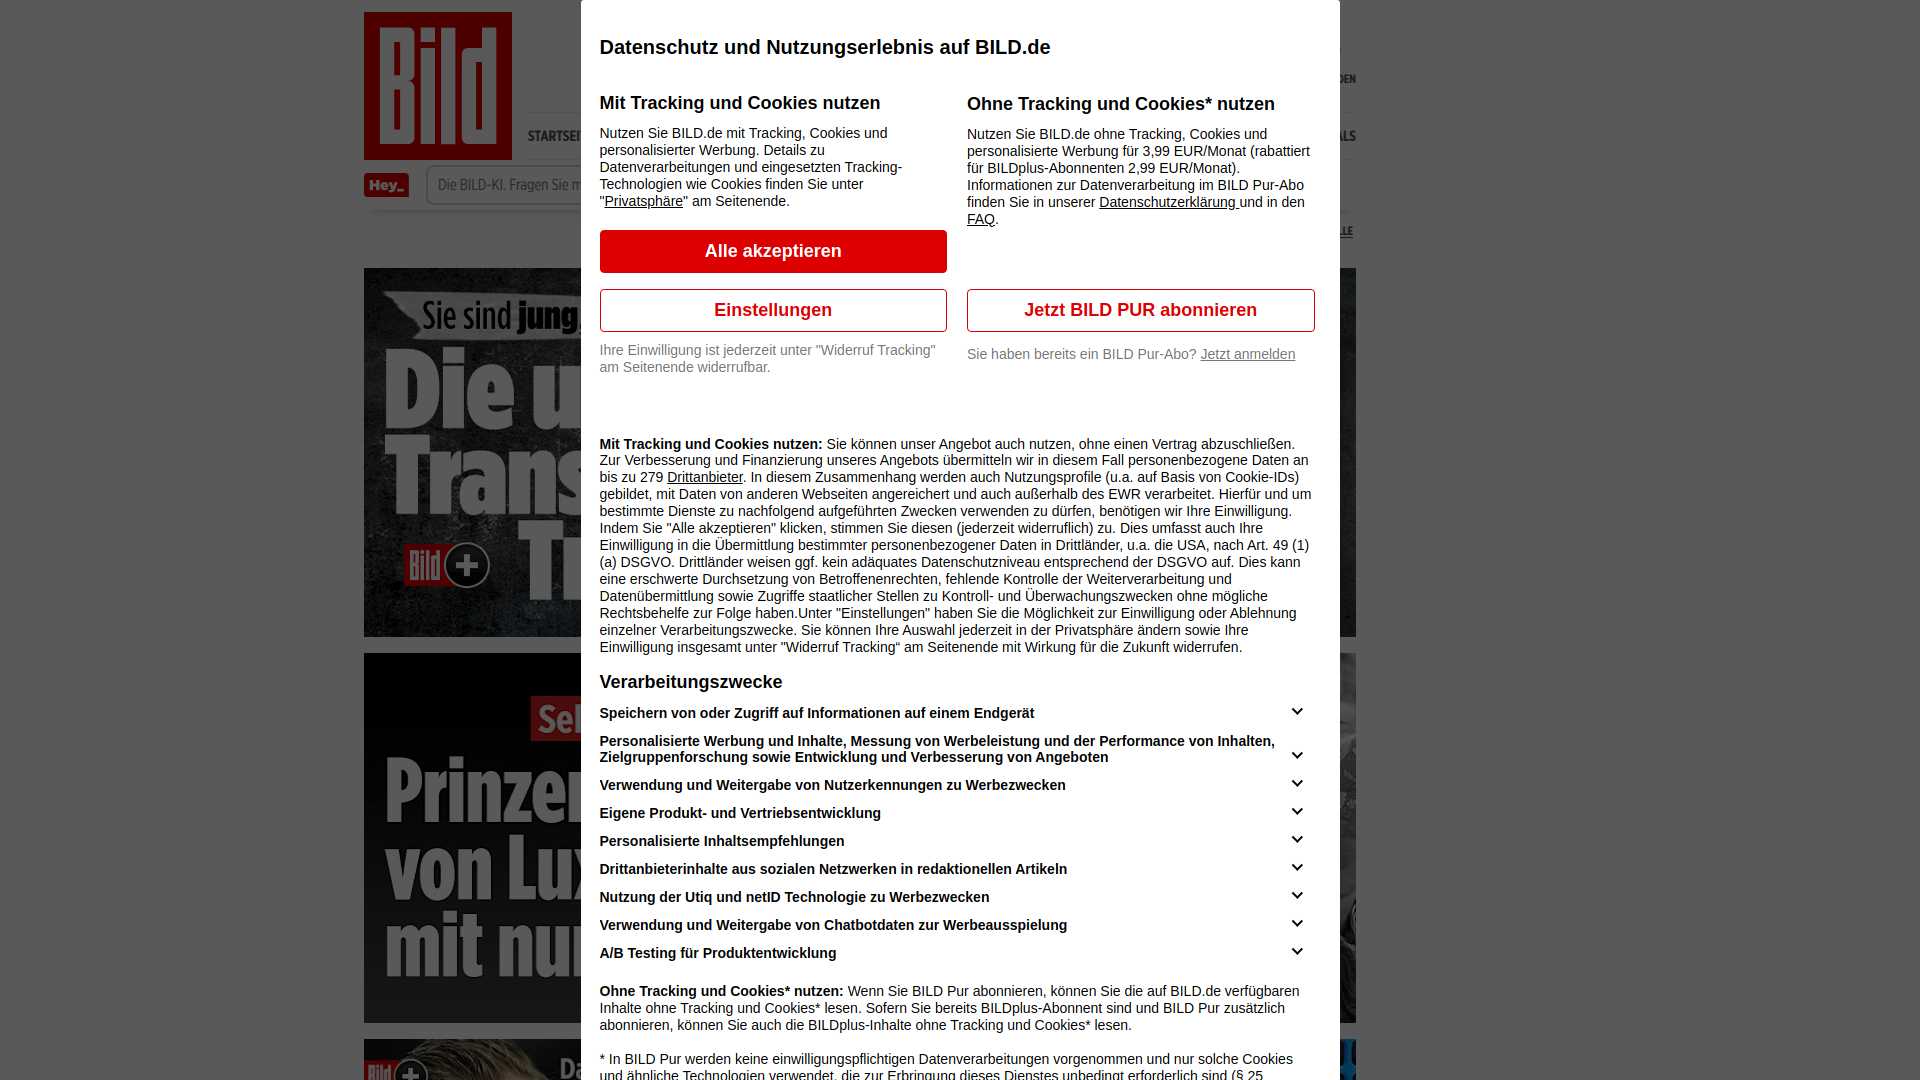 Bild
STARTSEI
Hey_
Die BILD-KI. Fragen Sie m
Sie sind jung,
Die u
Trans
Bild
Prinzen
von Lux
mit nur
Bild
Da
Datenschutz und Nutzungserlebnis auf BILD.de
Mit Tracking und Cookies nutzen
Nutzen Sie BILD.de mit Tracking, Cookies und
personalisierter Werbung. Details zu
Datenverarbeitungen und eingesetzten Tracking-
Technologien wie Cookies finden Sie unter
"Privatsphäre" am Seitenende.
Alle akzeptieren
Einstellungen
Ihre Einwilligung ist jederzeit unter "Widerruf Tracking"
am Seitenende widerrufbar.
Ohne Tracking und Cookies* nutzen
Nutzen Sie BILD.de ohne Tracking, Cookies und
personalisierte Werbung für 3,99 EUR/Monat (rabattiert
für BILDplus-Abonnenten 2,99 EUR/Monat).
Informationen zur Datenverarbeitung im BILD Pur-Abo
finden Sie in unserer Datenschutzerklärung und in den
FAQ.
Jetzt BILD PUR abonnieren
Sie haben bereits ein BILD Pur-Abo? Jetzt anmelden
Mit Tracking und Cookies nutzen: Sie können unser Angebot auch nutzen, ohne einen Vertrag abzuschließen.
Zur Verbesserung und Finanzierung unseres Angebots übermitteln wir in diesem Fall personenbezogene Daten an
bis zu 279 Drittanbieter. In diesem Zusammenhang werden auch Nutzungsprofile (u.a. auf Basis von Cookie-IDs)
gebildet, mit Daten von anderen Webseiten angereichert und auch außerhalb des EWR verarbeitet. Hierfür und um
bestimmte Dienste zu nachfolgend aufgeführten Zwecken verwenden zu dürfen, benötigen wir Ihre Einwilligung.
Indem Sie "Alle akzeptieren" klicken, stimmen Sie diesen (jederzeit widerruflich) zu. Dies umfasst auch Ihre
Einwilligung in die Übermittlung bestimmter personenbezogener Daten in Drittländer, u.a. die USA, nach Art. 49 (1)
(a) DSGVO. Drittländer weisen ggf. kein adäquates Datenschutzniveau entsprechend der DSGVO auf. Dies kann
eine erschwerte Durchsetzung von Betroffenenrechten, fehlende Kontrolle der Weiterverarbeitung und
Datenübermittlung sowie Zugriffe staatlicher Stellen zu Kontroll- und Überwachungszwecken ohne mögliche
Rechtsbehelfe zur Folge haben.Unter "Einstellungen" haben Sie die Möglichkeit zur Einwilligung oder Ablehnung
einzelner Verarbeitungszwecke. Sie können Ihre Auswahl jederzeit in der Privatsphäre ändern sowie Ihre
Einwilligung insgesamt unter "Widerruf Tracking“ am Seitenende mit Wirkung für die Zukunft widerrufen.
Verarbeitungszwecke
Speichern von oder Zugriff auf Informationen auf einem Endgerät
Personalisierte Werbung und Inhalte, Messung von Werbeleistung und der Performance von Inhalten,
Zielgruppenforschung sowie Entwicklung und Verbesserung von Angeboten
Verwendung und Weitergabe von Nutzerkennungen zu Werbezwecken
Eigene Produkt- und Vertriebsentwicklung
Personalisierte Inhaltsempfehlungen
Drittanbieterinhalte aus sozialen Netzwerken in redaktionellen Artikeln
Nutzung der Utiq und netID Technologie zu Werbezwecken
Verwendung und Weitergabe von Chatbotdaten zur Werbeausspielung
A/B Testing für Produktentwicklung
Ohne Tracking und Cookies* nutzen: Wenn Sie BILD Pur abonnieren, können Sie die auf BILD.de verfügbaren
Inhalte ohne Tracking und Cookies* lesen. Sofern Sie bereits BILDplus-Abonnent sind und BILD Pur zusätzlich
abonnieren, können Sie auch die BILDplus-Inhalte ohne Tracking und Cookies* lesen.
* In BILD Pur werden keine einwilligungspflichtigen Datenverarbeitungen vorgenommen und nur solche Cookies
und ähnliche Technologien verwendet, die zur Erbringung dieses Dienstes unbedingt erforderlich sind (§ 25